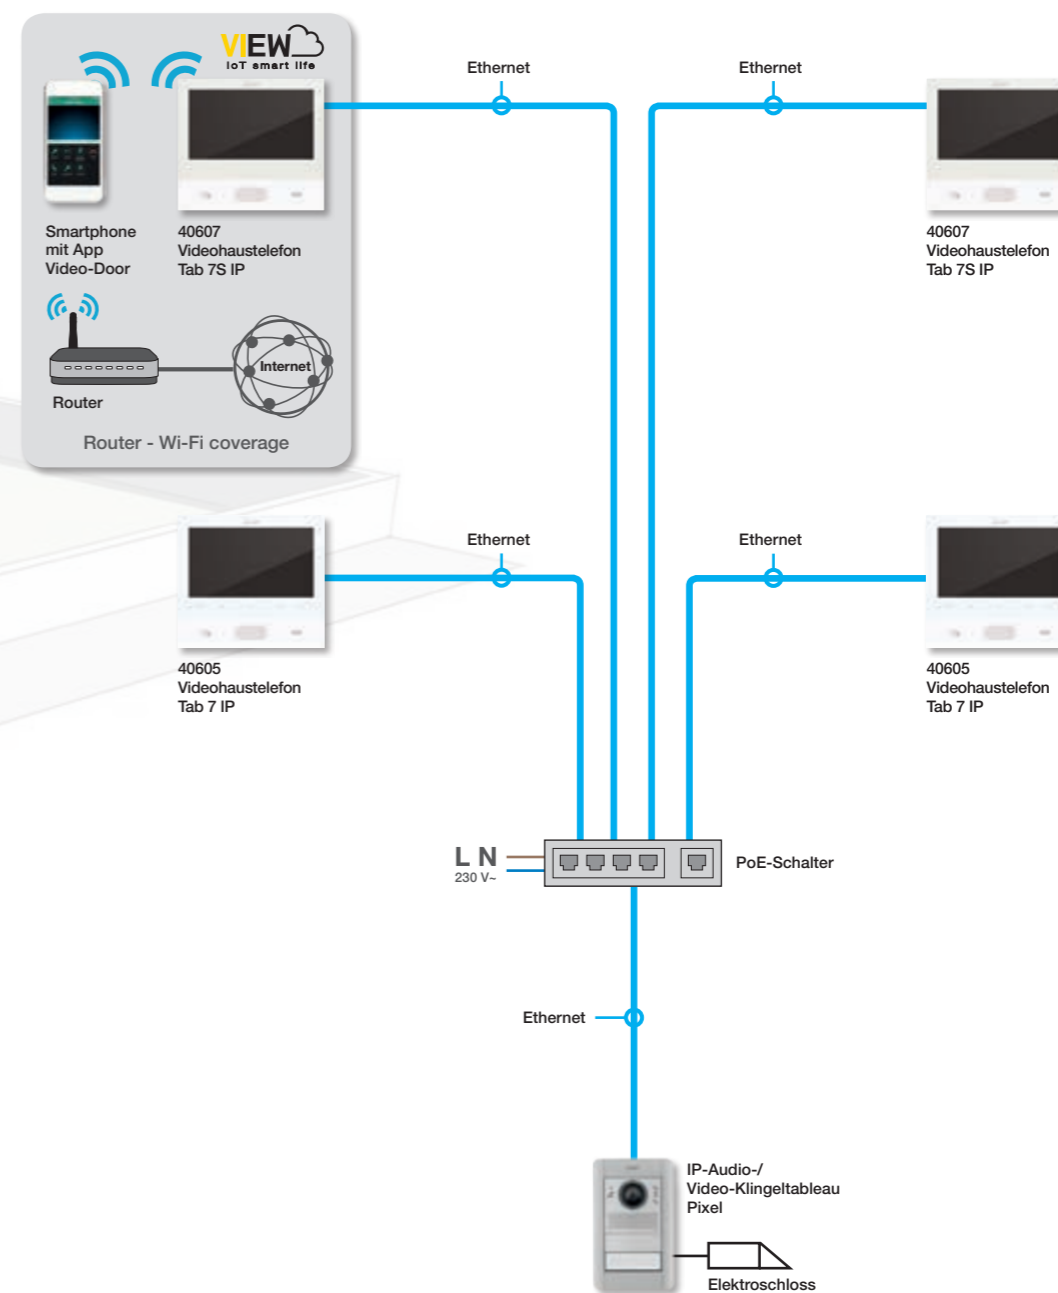 VIEW
IoT smart life
Ethernet
Ethernet
Smartphone
mit App
Video-Door
40607
Videohaustelefon
Tab 7S IP
40607
Videohaustelefon
Tab 7S IP
Internet
Router
Router - Wi-Fi coverage
Ethernet
Ethernet
40605
Videohaustelefon
Tab 7 IP
40605
Videohaustelefon
Tab 7 IP
L N
230 V~
PoE-Schalter
Ethernet
IP-Audio-/
Video-Klingeltableau
Pixel
Elektroschloss